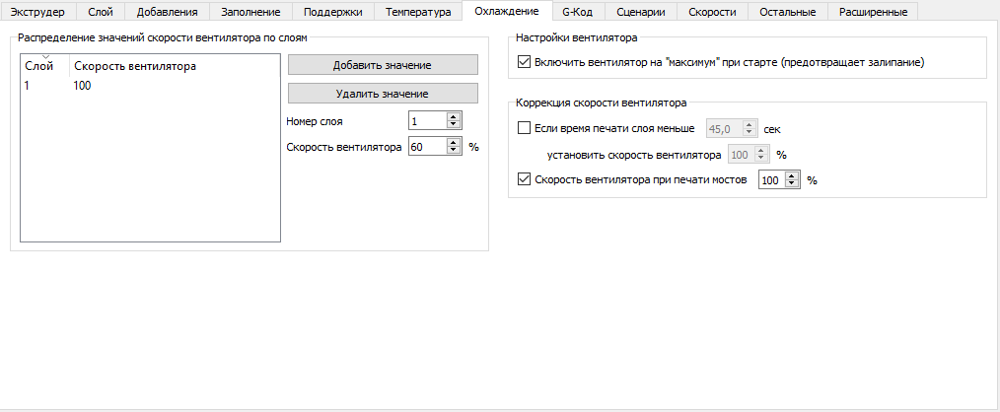 Экструдер Слой Добавления Заполнение Поддержки Температура Охлаждение G-Код Сценарии Скорости Остальные Расширенные
Распределение значений скорости вентилятора по слоям
Слой Скорость вентилятора
1 100
Добавить значение
Удалить значение
Номер слоя 1
Скорость вентилятора 60 %
Настройки вентилятора
Включить вентилятор на "максимум" при старте (предотвращает залипание)
Коррекция скорости вентилятора
Если время печати слоя меньше 45,0 сек
установить скорость вентилятора 100 %
Скорость вентилятора при печати мостов 100 %